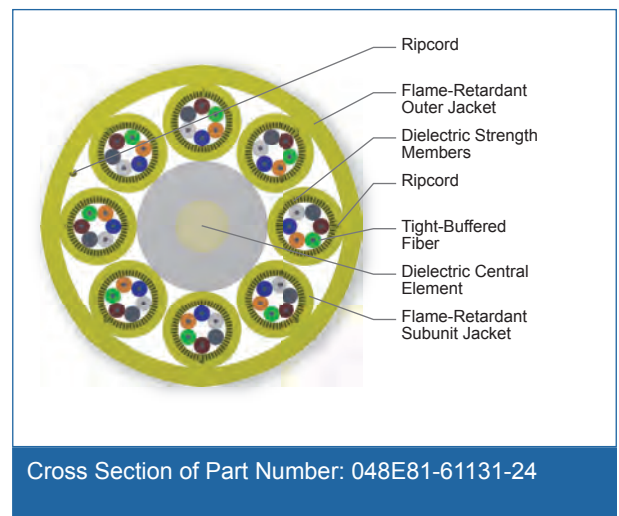 Ripcord
Flame-Retardant
Outer Jacket
Dielectric Strength
Members
Ripcord
Tight-Buffered
Fiber
Dielectric Central
Element
Flame-Retardant
Subunit Jacket
Cross Section of Part Number: 048E81-61131-24